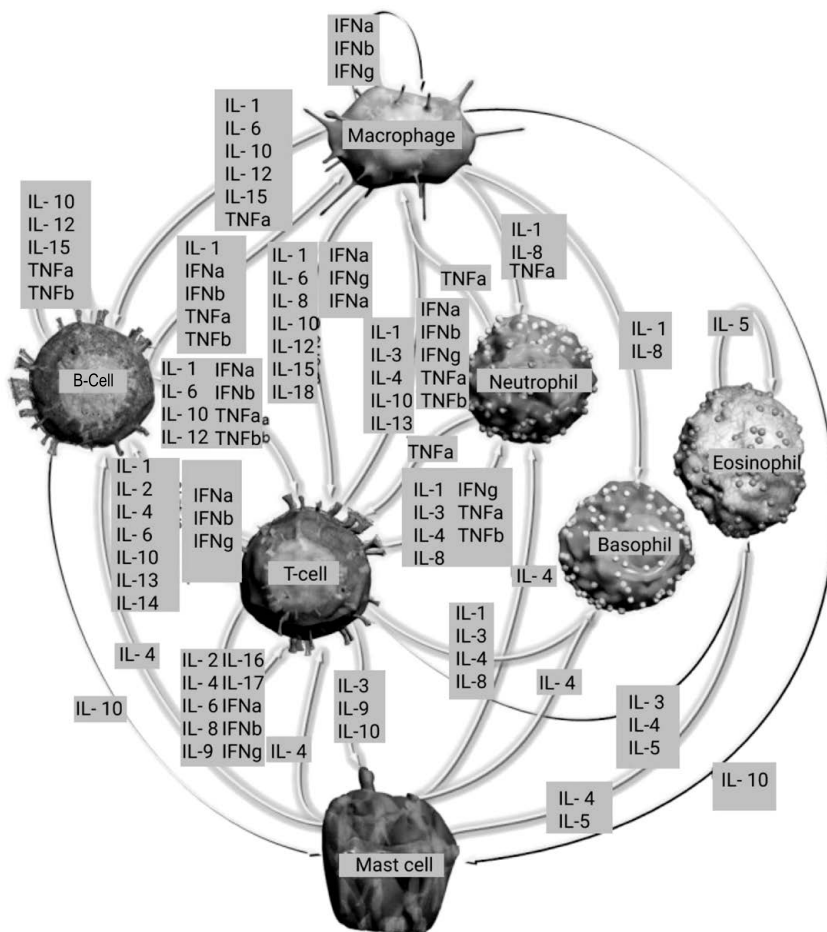 IFNa
IFNb
IFNg
Macrophage
IL- 1
IL- 6
IL- 10
IL- 12
IL-15
TNFa
IL- 10
IL- 12
IL-15
TNFa
TNFb
IL- 1
IFNa
IFNb
TNFa
TNFb
IL- 1
IL- 6
IL- 8
IL- 10
IL-12
IL-15
IL-18
IFNa
IFNg
IFNa
TNFa
IL-1
IL-8
TNFa
IL- 1
IL-8
IL- 5
B-Cell
IL- 1 IFNa
IL- 6 IFNb
IL- 10 TNFa
IL- 12 TNFb
IL-1
IL-3
IL-4
IL-10
IL-13
IFNa
IFNb
IFNg
TNFa
TNFb
Neutrophil
Eosinophil
TNFa
IL- 1
IL- 2
IL- 4
IL- 6
IL-10
IL-13
IL-14
IFNa
IFNb
IFNg
IL-1 IFNg
IL-3 TNFa
IL-4 TNFb
IL-8
Basophil
T-cell
IL- 4
IL-1
IL-3
IL-4
IL-8
IL- 4
IL- 4
IL- 10
IL- 2 IL-16
IL- 4 IL-17
IL- 6 IFNa
IL- 8 IFNb
IL-9 IFNg
IL- 4
IL-3
IL-9
IL-10
IL- 3
IL-4
IL-5
IL- 10
IL- 4
IL-5
Mast cell